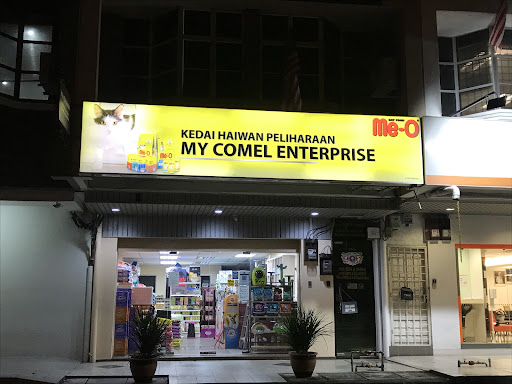 KEDAI HAIWAN PELIHARAAN
MY COMEL ENTERPRISE
Me-O